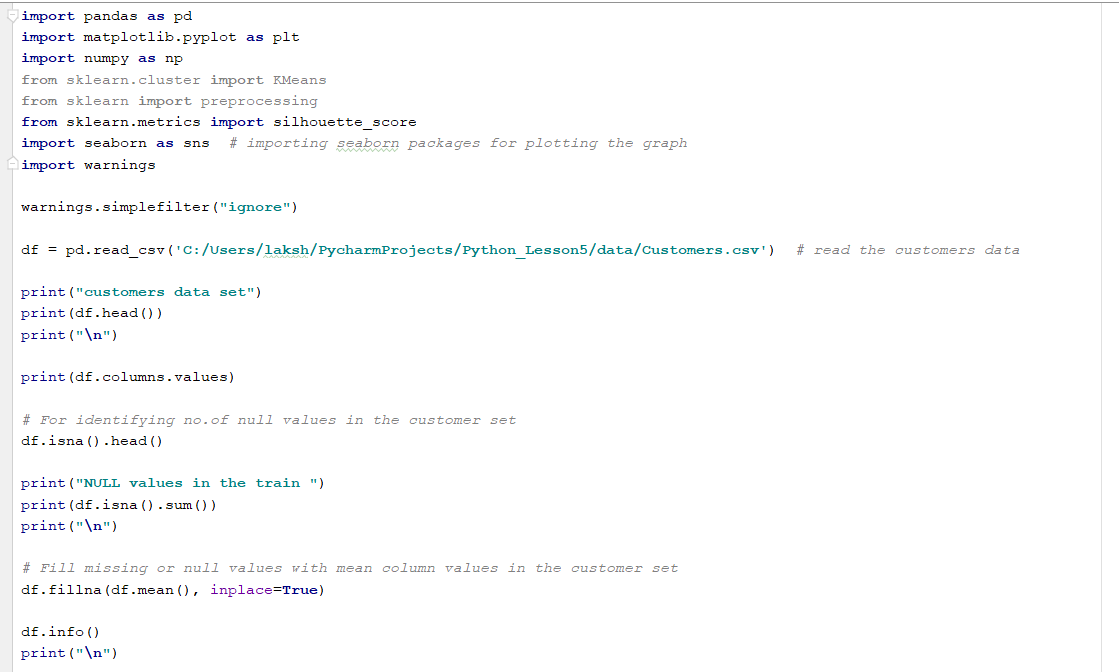 import pandas as pd
import matplotlib.pyplot as plt
import numpy as np
from sklearn.cluster import KMeans
from sklearn import preprocessing
from sklearn.metrics import silhouette_score
import seaborn as sns  # importing seaborn packages for plotting the graph
import warnings
warnings.simplefilter("ignore")
df = pd.read_csv('C:/Users/laksh/PycharmProjects/Python_Lesson5/data/Customers.csv')  # read the customers data
print("customers data set")
print(df.head())
print("\n")
print(df.columns.values)
# For identifying no.of null values in the customer set
df.isna().head()
print("NULL values in the train ")
print(df.isna().sum())
print("\n")
# Fill missing or null values with mean column values in the customer set
df.fillna(df.mean(), inplace=True)
df.info()
print("\n")